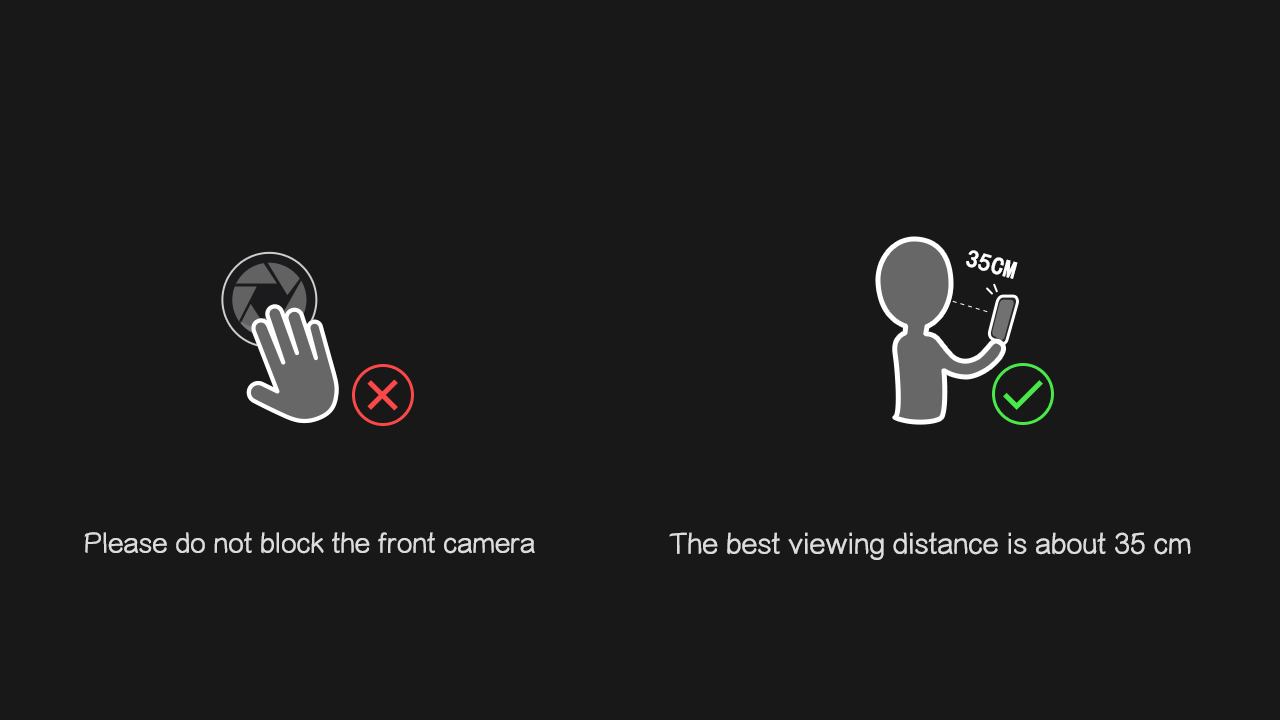 35CM
Please do not block the front camera
The best viewing distance is about 35 cm